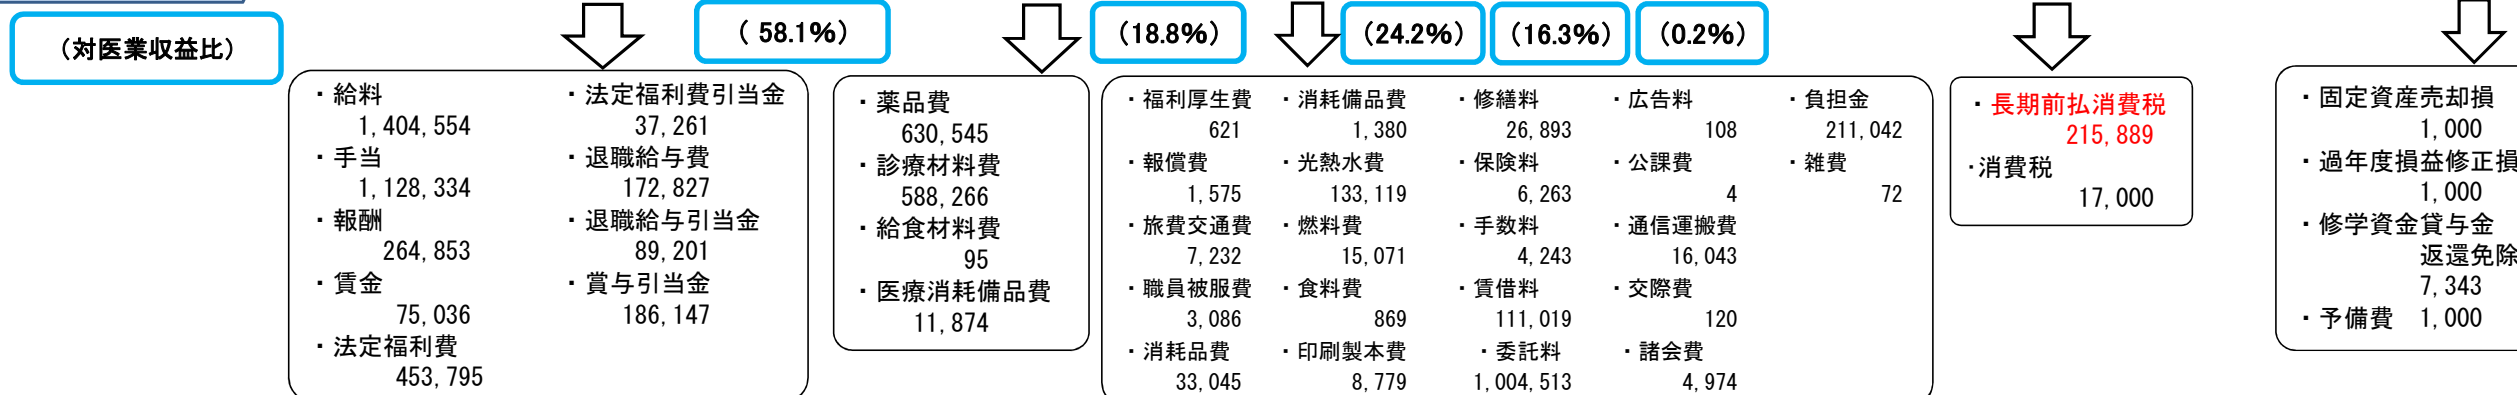 (対医業収益比)
( 58.1%)
(18.8%)
(24.2%)
(16.3%)
(0.2%)
・給料
1,404,554
・手当
1,128,334
・報酬
264,853
・賃金
75,036
・法定福利費
453,795
・法定福利費引当金
37,261
・退職給与費
172,827
・退職給与引当金
89,201
・賞与引当金
186,147
・薬品費
630,545
・診療材料費
588,266
・給食材料費
95
・医療消耗備品費
11,874
・福利厚生費
621
・報償費
1,575
・旅費交通費
7,232
・職員被服費
3,086
・消耗品費
33,045
・消耗備品費
1,380
・光熱水費
133,119
・燃料費
15,071
・食料費
869
・印刷製本費
8,779
・修繕料
26,893
・保険料
6,263
・手数料
4,243
・賃借料
111,019
・委託料
1,004,513
・広告料
108
・公課費
4
・通信運搬費
16,043
・交際費
120
・諸会費
4,974
・負担金
211,042
・雑費
72
・長期前払消費税
215,889
・消費税
17,000
・固定資産売却損
1,000
・過年度損益修正損
1,000
・修学資金貸与金
返還免除
7,343
・予備費 1,000